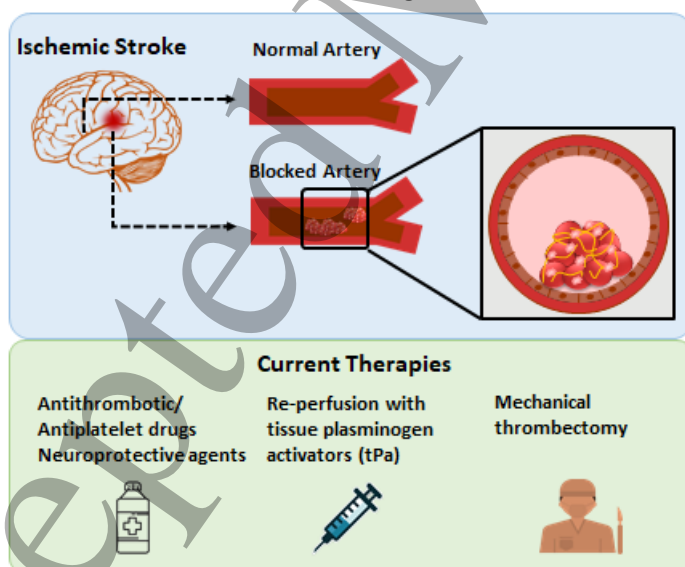 Ischemic Stroke
Normal Artery
Blocked Artery
Current Therapies
Antithrombotic/
Antiplatelet drugs
Neuroprotective agents
Re-perfusion with
tissue plasminogen
activators (tPa)
Mechanical
thrombectomy